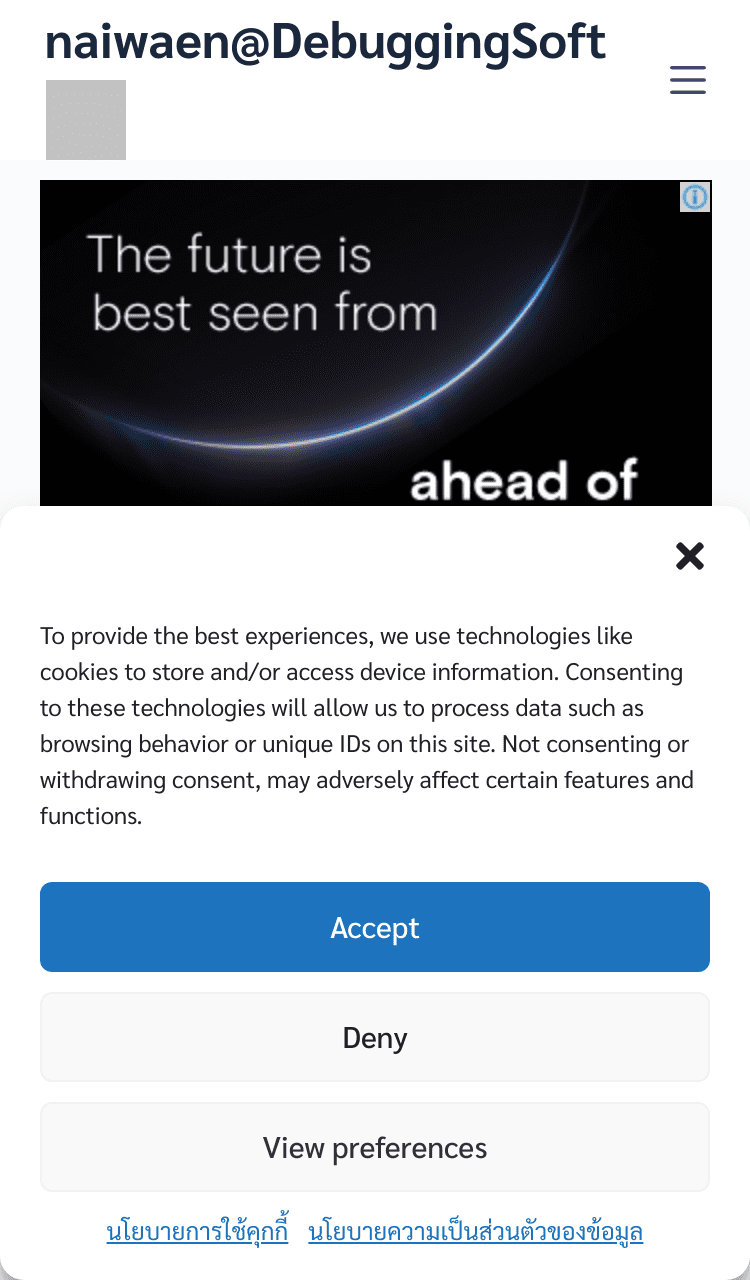 naiwaen@DebuggingSoft
The future is
best seen from
ahead of
To provide the best experiences, we use technologies like
cookies to store and/or access device information. Consenting
to these technologies will allow us to process data such as
browsing behavior or unique IDs on this site. Not consenting or
withdrawing consent, may adversely affect certain features and
functions.
Accept
Deny
View preferences
นโยบายการใช้คุกกี้ นโยบายความเป็นส่วนตัวของข้อมูล